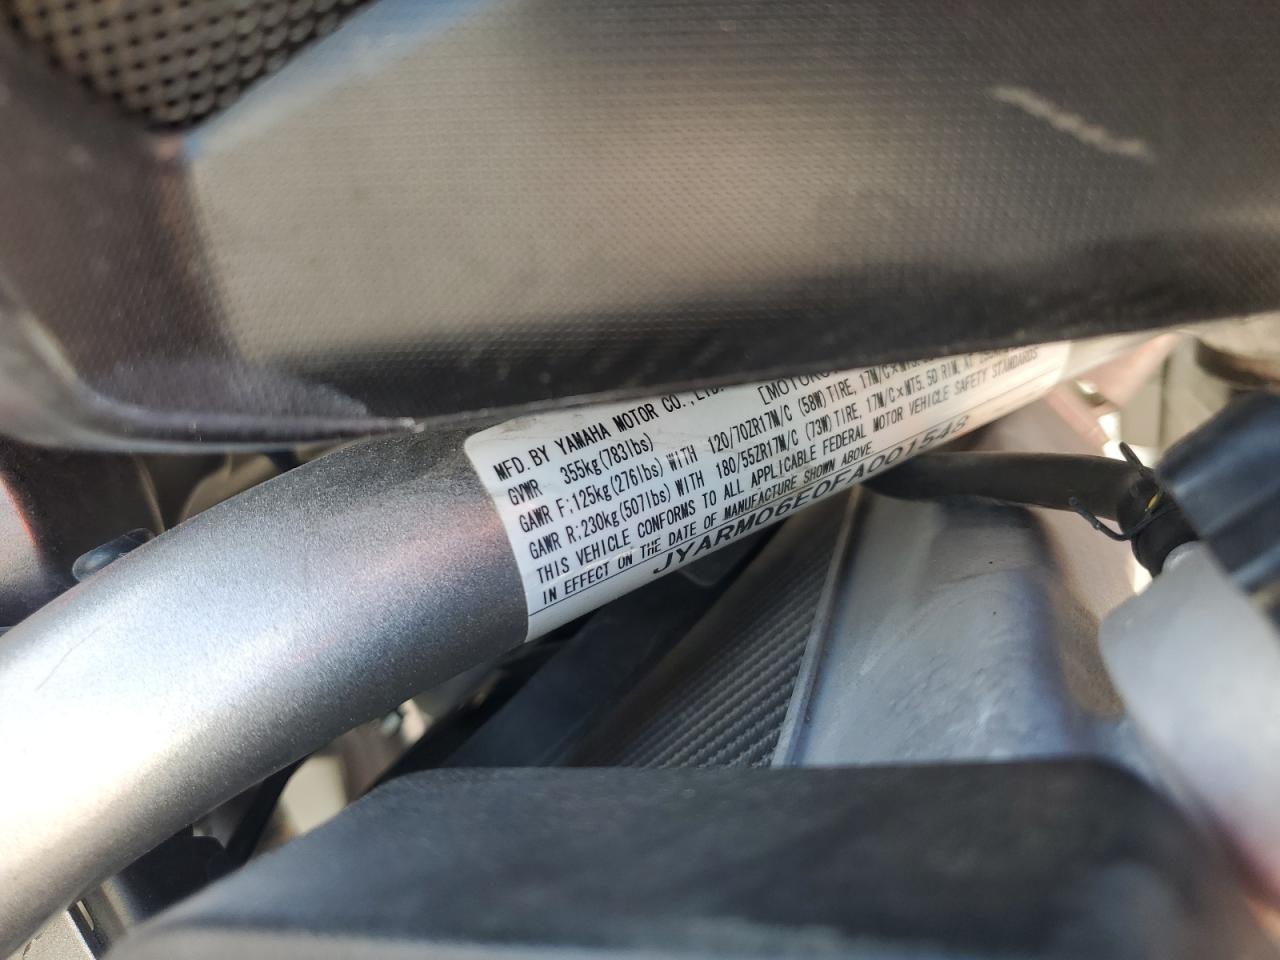 MFD. BY YAMAHA MOTOR CO., LTD.
GVWR 355kg(783lbs)
GAWR F;125kg(276lbs) WITH 120/70ZR17M/C (58W) TIRE, 17M/C×
GAWR R;230kg(507lbs) WITH 180/55ZR17M/C (73W) TIRE, 17M/C×MT5.50 RIM, AT
THIS VEHICLE CONFORMS TO ALL APPLICABLE FEDERAL MOTOR VEHICLE SAFETY STANDARDS
IN EFFECT ON THE DATE OF MANUFACTURE SHOWN ABOVE
JYARM06E0FA001548